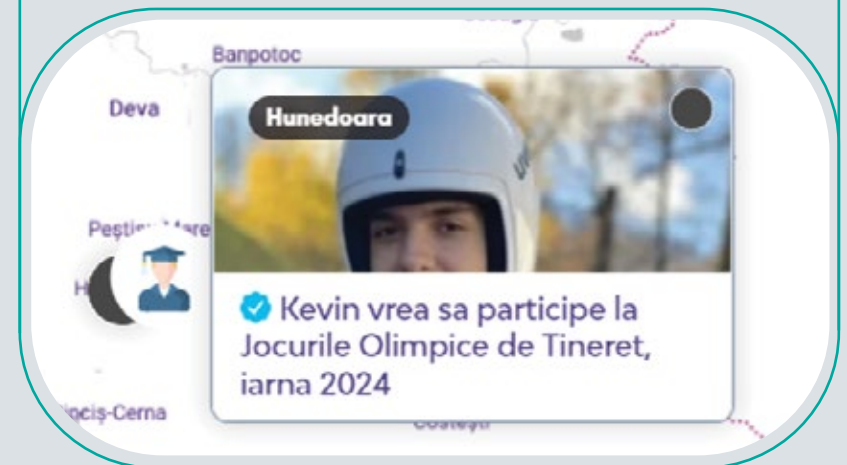 Banpotoc
Deva
Hunedoara
Kevin vrea sa participe la
Jocurile Olimpice de Tineret,
iarna 2024